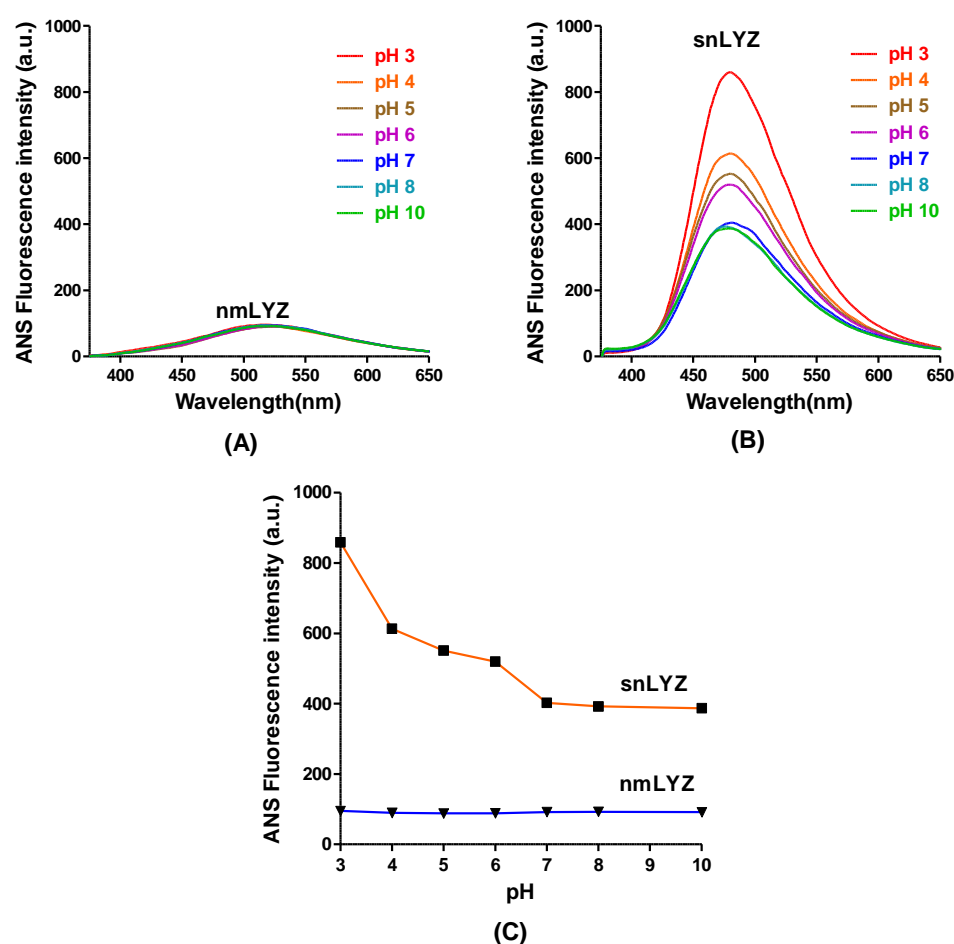 ANS Fluorescence intensity (a.u.)
1000
800
600
400
200
0
nmLYZ
pH 3
pH 4
pH 5
pH 6
pH 7
pH 8
pH 10
400 450 500 550 600 650
Wavelength(nm)
(A)
ANS Fluorescence intensity (a.u.)
1000
800
600
400
200
0
snLYZ
pH 3
pH 4
pH 5
pH 6
pH 7
pH 8
pH 10
400 450 500 550 600 650
Wavelength(nm)
(B)
ANS Fluorescence intensity (a.u.)
1000
800
600
400
200
0
snLYZ
nmLYZ
3 4 5 6 7 8 9 10
pH
(C)